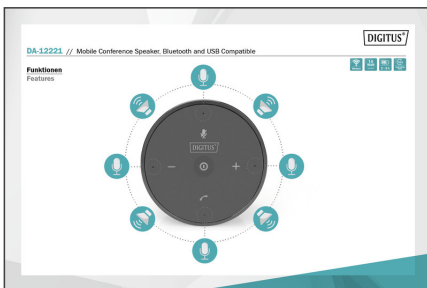 DIGITUS®
DA-12221 // Mobile Conference Speaker, Bluetooth and USB Compatible
Funktionen
Features
DIGITUS